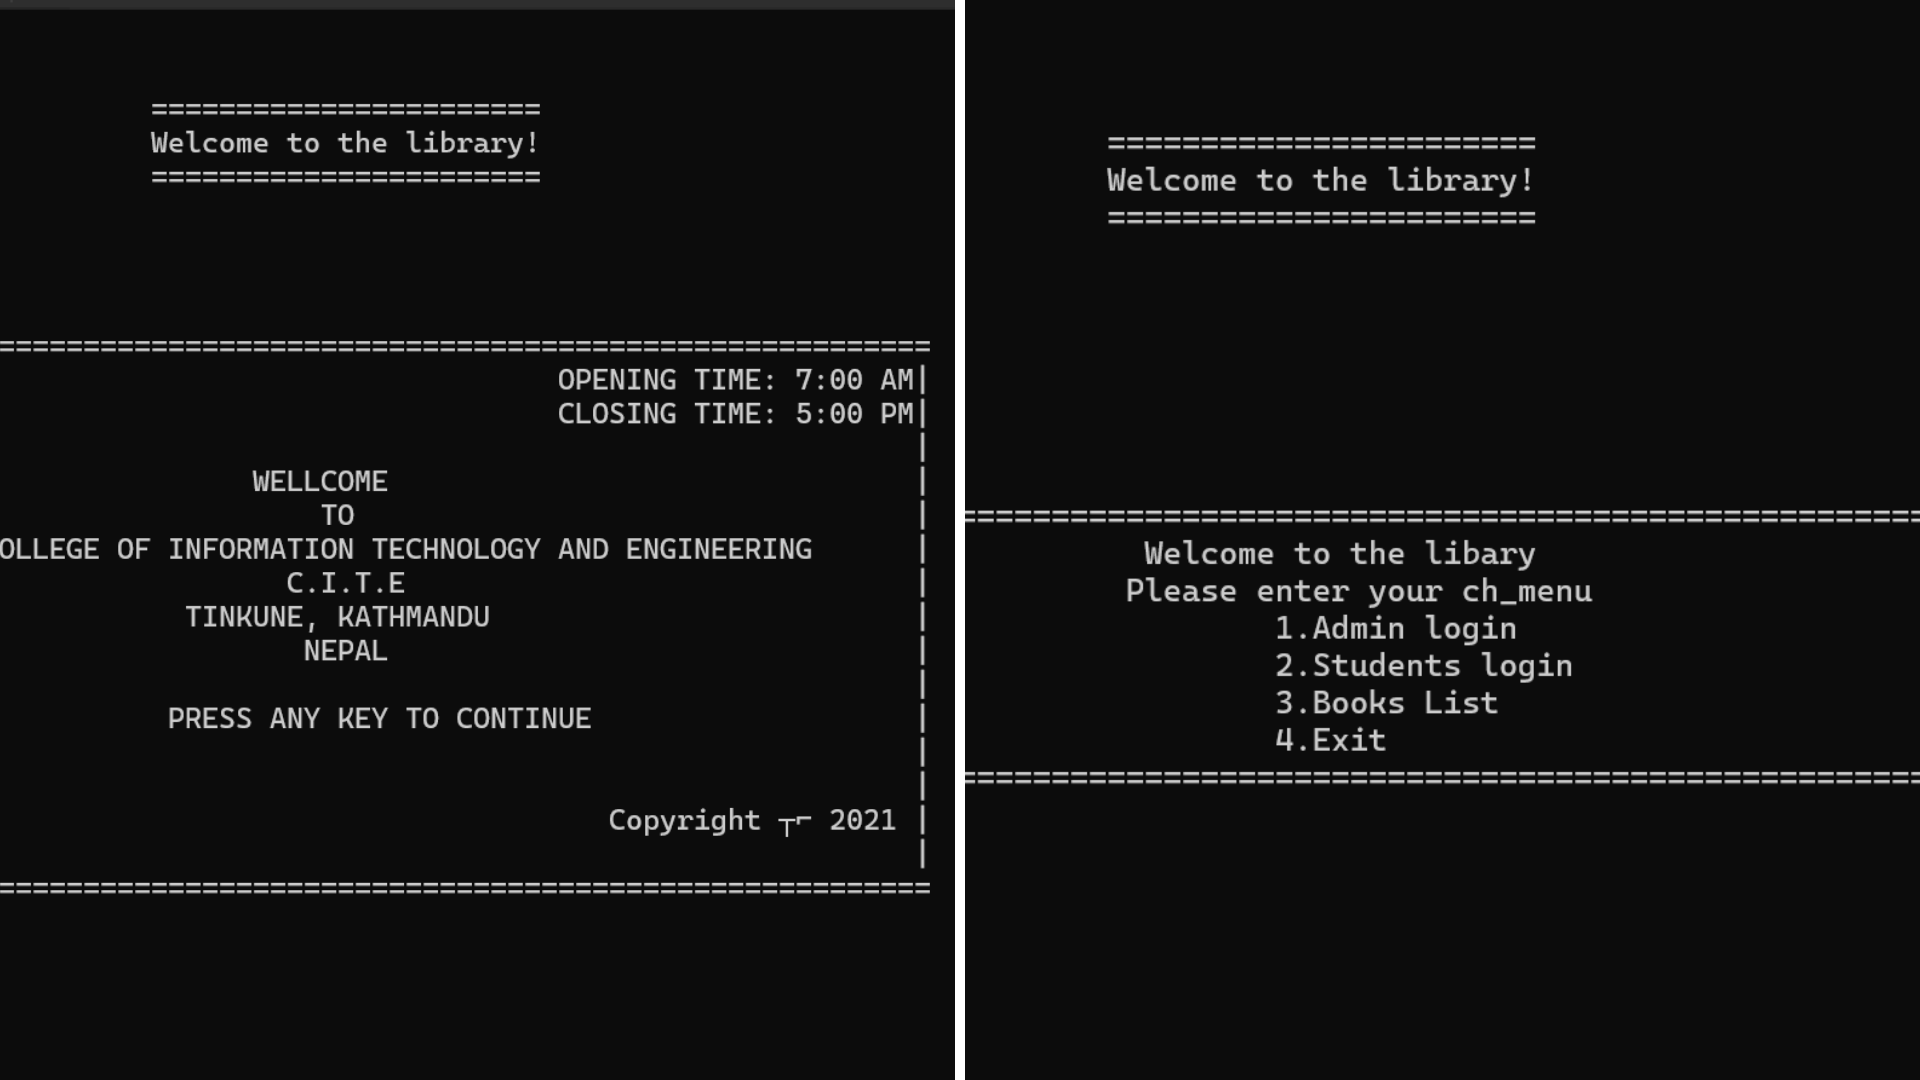 ======================
Welcome to the library!
======================
=======================================================
OPENING TIME: 7:00 AM|
CLOSING TIME: 5:00 PM|
WELLCOME
TO
OLLEGE OF INFORMATION TECHNOLOGY AND ENGINEERING
C.I.T.E
TINKUNE, KATHMANDU
NEPAL
PRESS ANY KEY TO CONTINUE
Copyright ┬⌐ 2021 |
=======================================================
======================
Welcome to the library!
======================
===================================================
Welcome to the libary
Please enter your ch_menu
1.Admin login
2.Students login
3.Books List
4.Exit
===================================================